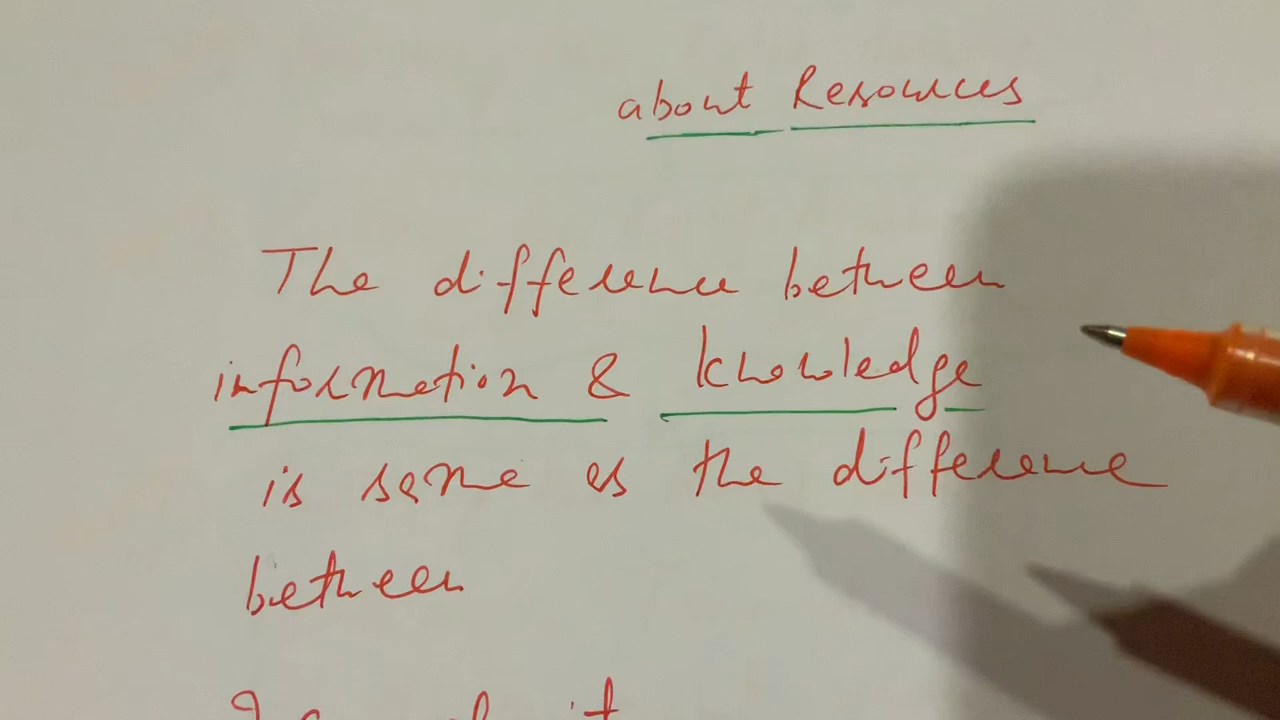 about Resources
The difference between
information & knowledge
is same as the difference
between